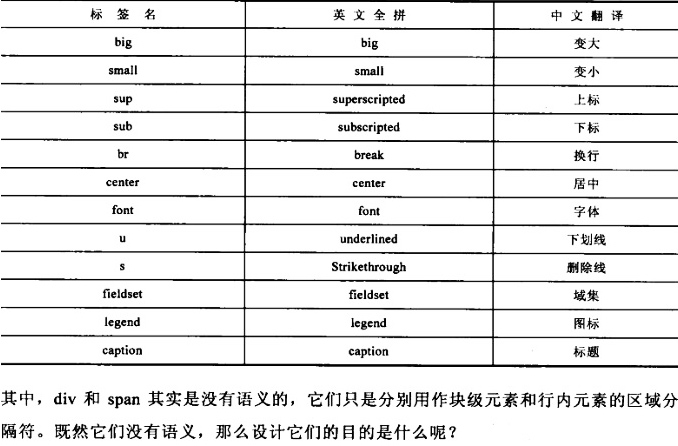 标 签 名 英 文 全 拼 中 文 翻 译
big big 变大
small small 变小
sup superscripted 上标
sub subscripted 下标
br break 换行
center center 居中
font font 字体
u underlined 下划线
s Strikethrough 删除线
fieldset fieldset 域集
legend legend 图标
caption caption 标题
其中，div 和 span 其实是没有语义的，它们只是分别用作块级元素和行内元素的区域分
隔符。既然它们没有语义，那么设计它们的目的是什么呢？